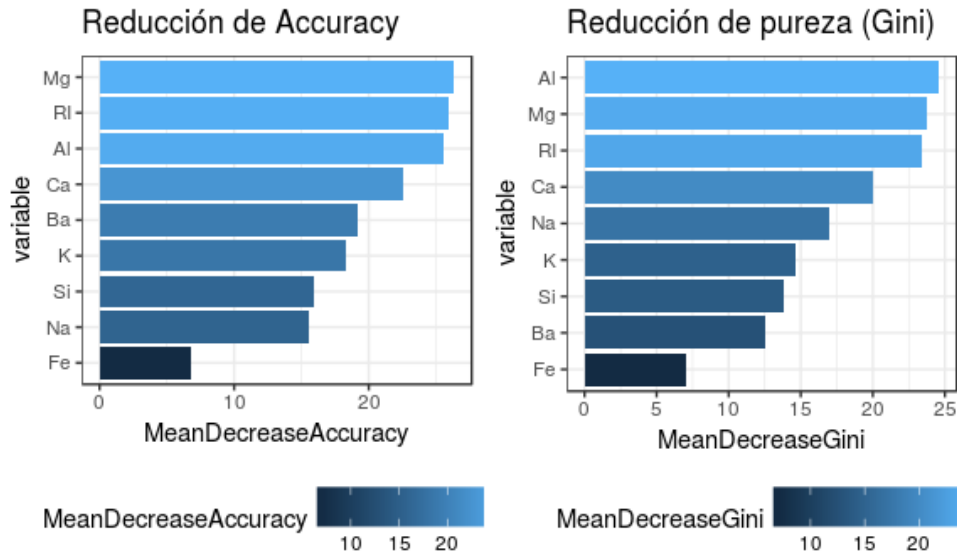 Reducción de Accuracy
variable
Mg
RI
Al
Ca
Ba
K
Si
Na
Fe
0 10 20
MeanDecreaseAccuracy
MeanDecreaseAccuracy
10 15 20
Reducción de pureza (Gini)
variable
Al
Mg
RI
Ca
Na
K
Si
Ba
Fe
0 5 10 15 20 25
MeanDecreaseGini
MeanDecreaseGini
10 15 20